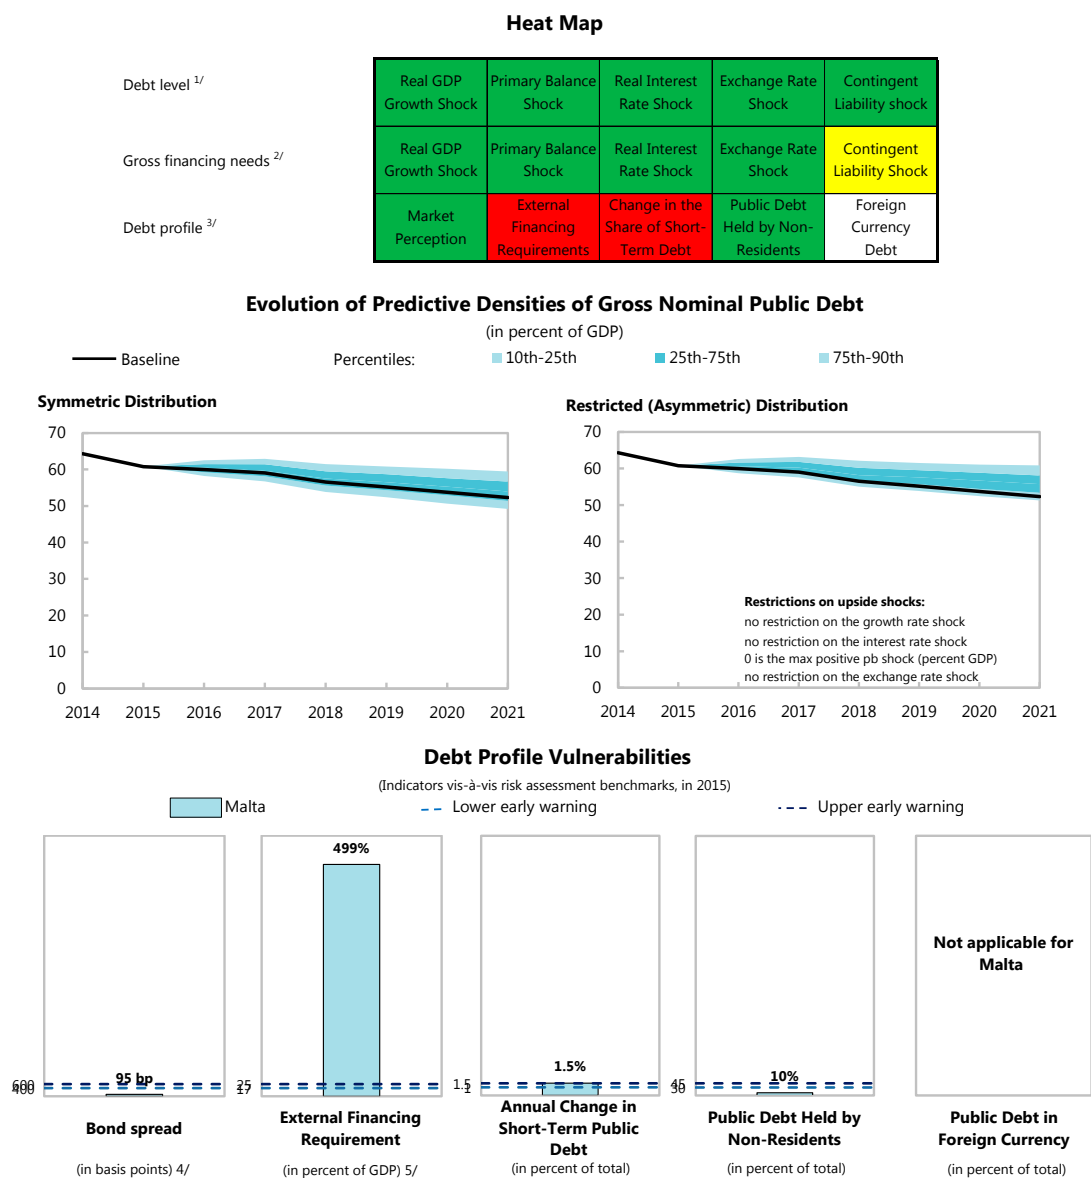 Heat Map
Debt level 1/
Real GDP Growth Shock
Primary Balance Shock
Real Interest Rate Shock
Exchange Rate Shock
Contingent Liability shock
Gross financing needs 2/
Real GDP Growth Shock
Primary Balance Shock
Real Interest Rate Shock
Exchange Rate Shock
Contingent Liability Shock
Debt profile 3/
Market Perception
External Financing Requirements
Change in the Share of Short-Term Debt
Public Debt Held by Non-Residents
Foreign Currency Debt
Evolution of Predictive Densities of Gross Nominal Public Debt
(in percent of GDP)
Baseline
Percentiles:
10th-25th
25th-75th
75th-90th
Symmetric Distribution
70
60
50
40
30
20
10
0
2014 2015 2016 2017 2018 2019 2020 2021
Restricted (Asymmetric) Distribution
70
60
50
40
30
20
10
0
Restrictions on upside shocks:
no restriction on the growth rate shock
no restriction on the interest rate shock
0 is the max positive pb shock (percent GDP)
no restriction on the exchange rate shock
2014 2015 2016 2017 2018 2019 2020 2021
Debt Profile Vulnerabilities
(Indicators vis-à-vis risk assessment benchmarks, in 2015)
Malta
Lower early warning
Upper early warning
95 bp
600
400
Bond spread
(in basis points) 4/
499%
25
17
External Financing
Requirement
(in percent of GDP) 5/
1.5%
1.5
1
Annual Change in
Short-Term Public
Debt
(in percent of total)
10%
45
30
Public Debt Held by
Non-Residents
(in percent of total)
Not applicable for
Malta
Public Debt in
Foreign Currency
(in percent of total)